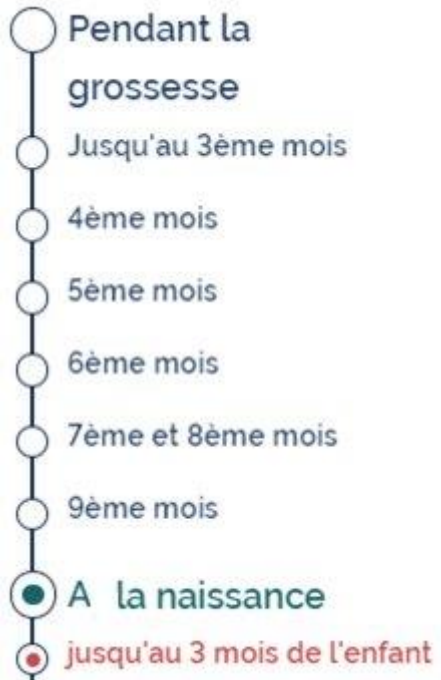 Pendant la
grossesse
Jusqu'au 3ème mois
4ème mois
5ème mois
6ème mois
7ème et 8ème mois
9ème mois
A la naissance
jusqu'au 3 mois de l'enfant